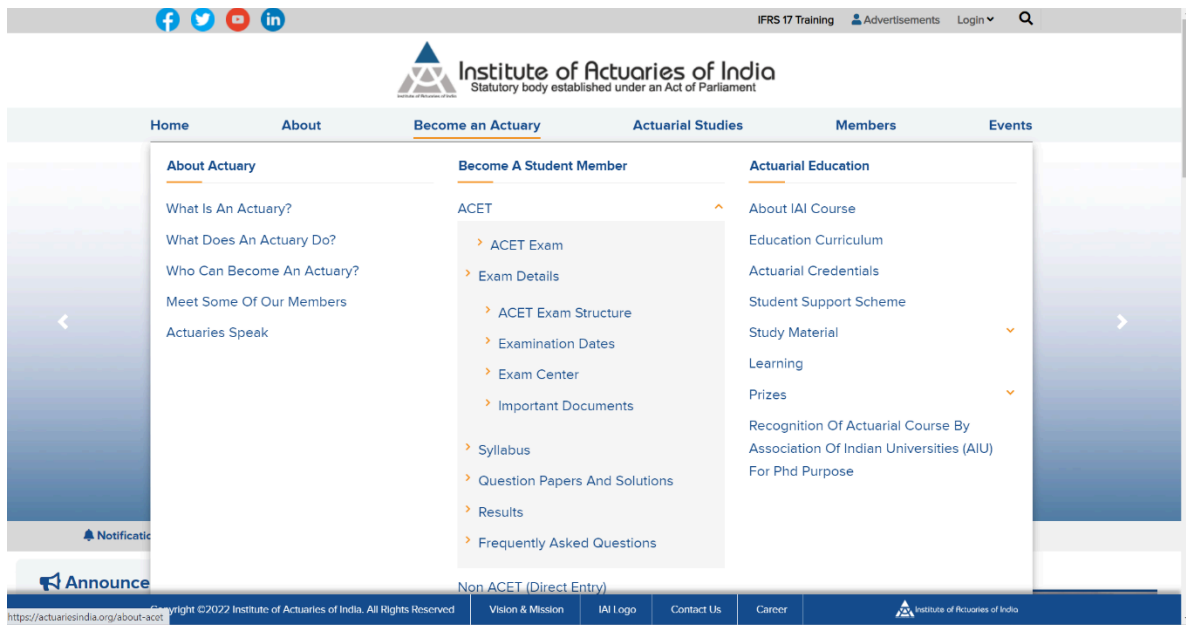 IFRS 17 Training Advertisements Login
Institute of Actuaries of India
Statutory body established under an Act of Parliament
Home About Become an Actuary Actuarial Studies Members Events
About Actuary
What Is An Actuary?
What Does An Actuary Do?
Who Can Become An Actuary?
Meet Some Of Our Members
Actuaries Speak
Become A Student Member
ACET
ACET Exam
Exam Details
ACET Exam Structure
Examination Dates
Exam Center
Important Documents
Syllabus
Question Papers And Solutions
Results
Frequently Asked Questions
Non ACET (Direct Entry)
Actuarial Education
About IAI Course
Education Curriculum
Actuarial Credentials
Student Support Scheme
Study Material
Learning
Prizes
Recognition Of Actuarial Course By
Association Of Indian Universities (AIU)
For Phd Purpose
Notificatio
Announce
Copyright ©2022 Institute of Actuaries of India. All Rights Reserved Vision & Mission IAI Logo Contact Us Career Institute of Actuaries of India
https://actuariesindia.org/about-acet